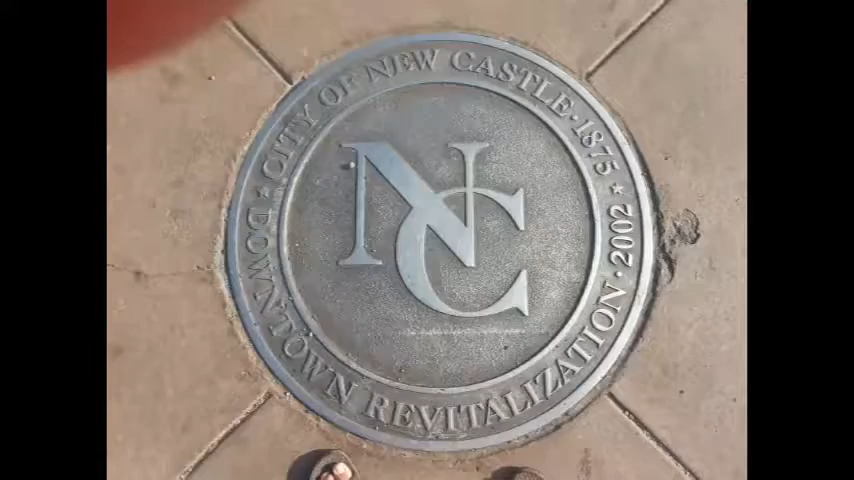 CITY OF NEW CASTLE · 1875
★ DOWNTOWN REVITALIZATION · 2002 ★
NC